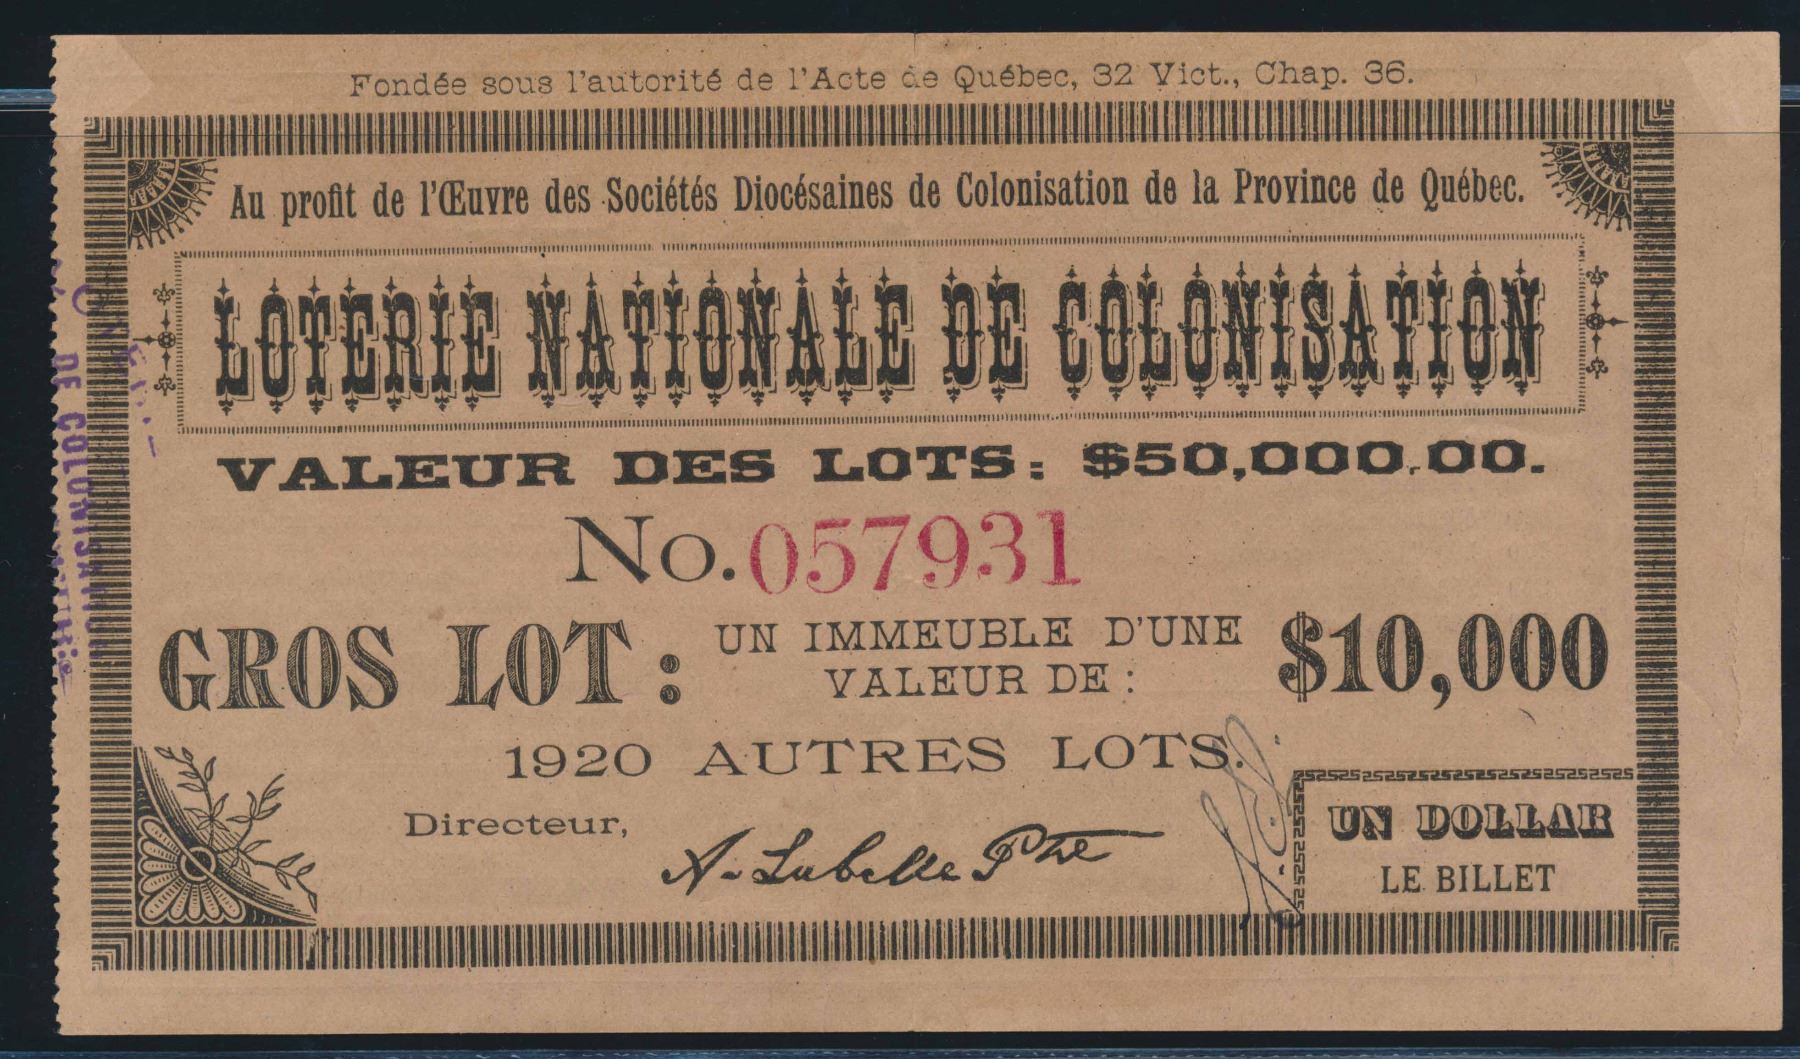 Fondée sous l'autorité de l'Acte de Québec, 32 Vict., Chap. 36.
Au profit de l'Œuvre des Sociétés Diocésaines de Colonisation de la Province de Québec.
LOTERIE NATIONALE DE COLONISATION
VALEUR DES LOTS: $50,000.00.
No. 057931
GROS LOT: UN IMMEUBLE D'UNE VALEUR DE: $10,000
1920 AUTRES LOTS.
Directeur,
A. Labelle Ptre
UN DOLLAR
LE BILLET
DE COLONISATION